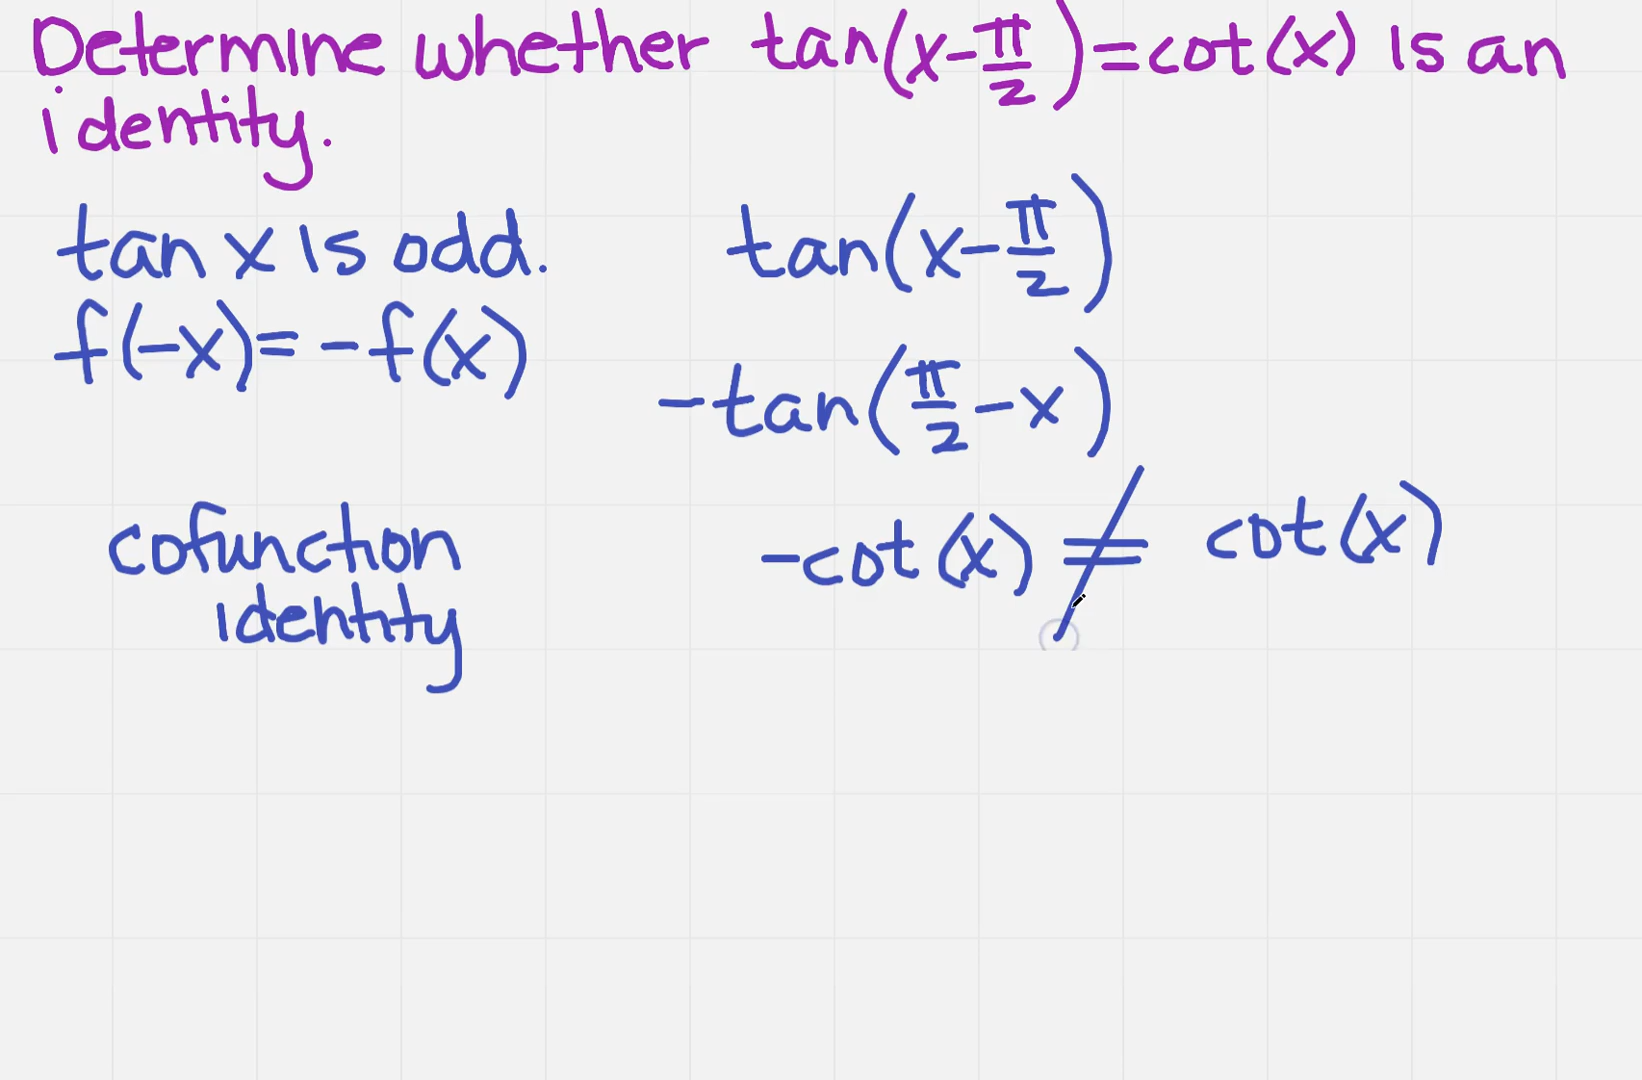 Determine whether tan(x-π/2)=cot(x) is an
identity.
tan x is odd.
f(-x)=-f(x)
cofunction
identity
tan(x-π/2)
-tan(π/2-x)
-cot(x) ≠ cot(x)